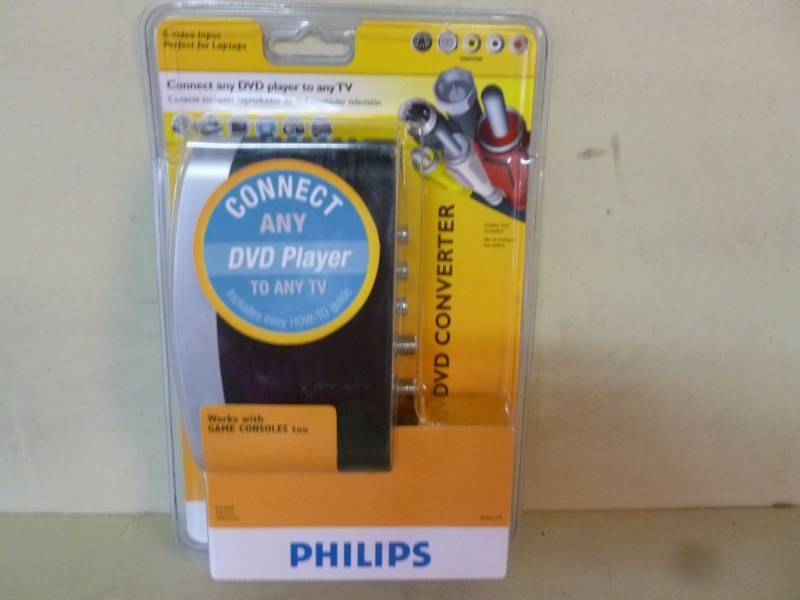 S-video Input
Perfect for Laptops
Connect any DVD player to any TV
CONNECT
ANY
DVD Player
TO ANY TV
includes easy HOW-TO guide
DVD CONVERTER
Works with
GAME CONSOLES too
PHILIPS